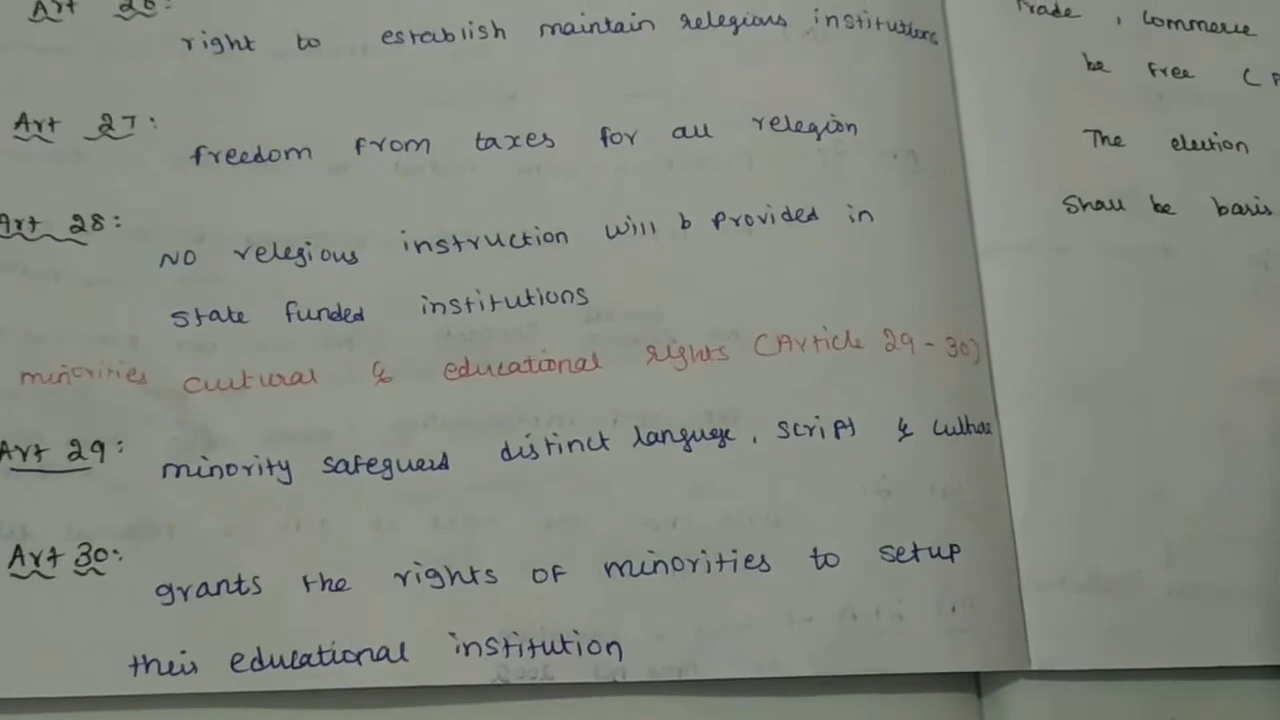 Art 26:
right to establish maintain relegious institutions
Art 27:
freedom from taxes for all relegion
Art 28:
No relegious instruction will b provided in
state funded institutions
minorities cultural & educational rights (Article 29-30)
Art 29:
minority safeguard distinct language, script & culture
Art 30:
grants the rights of minorities to setup
their educational institution
Trade, Commerce
be free (
The election
Shall be basis